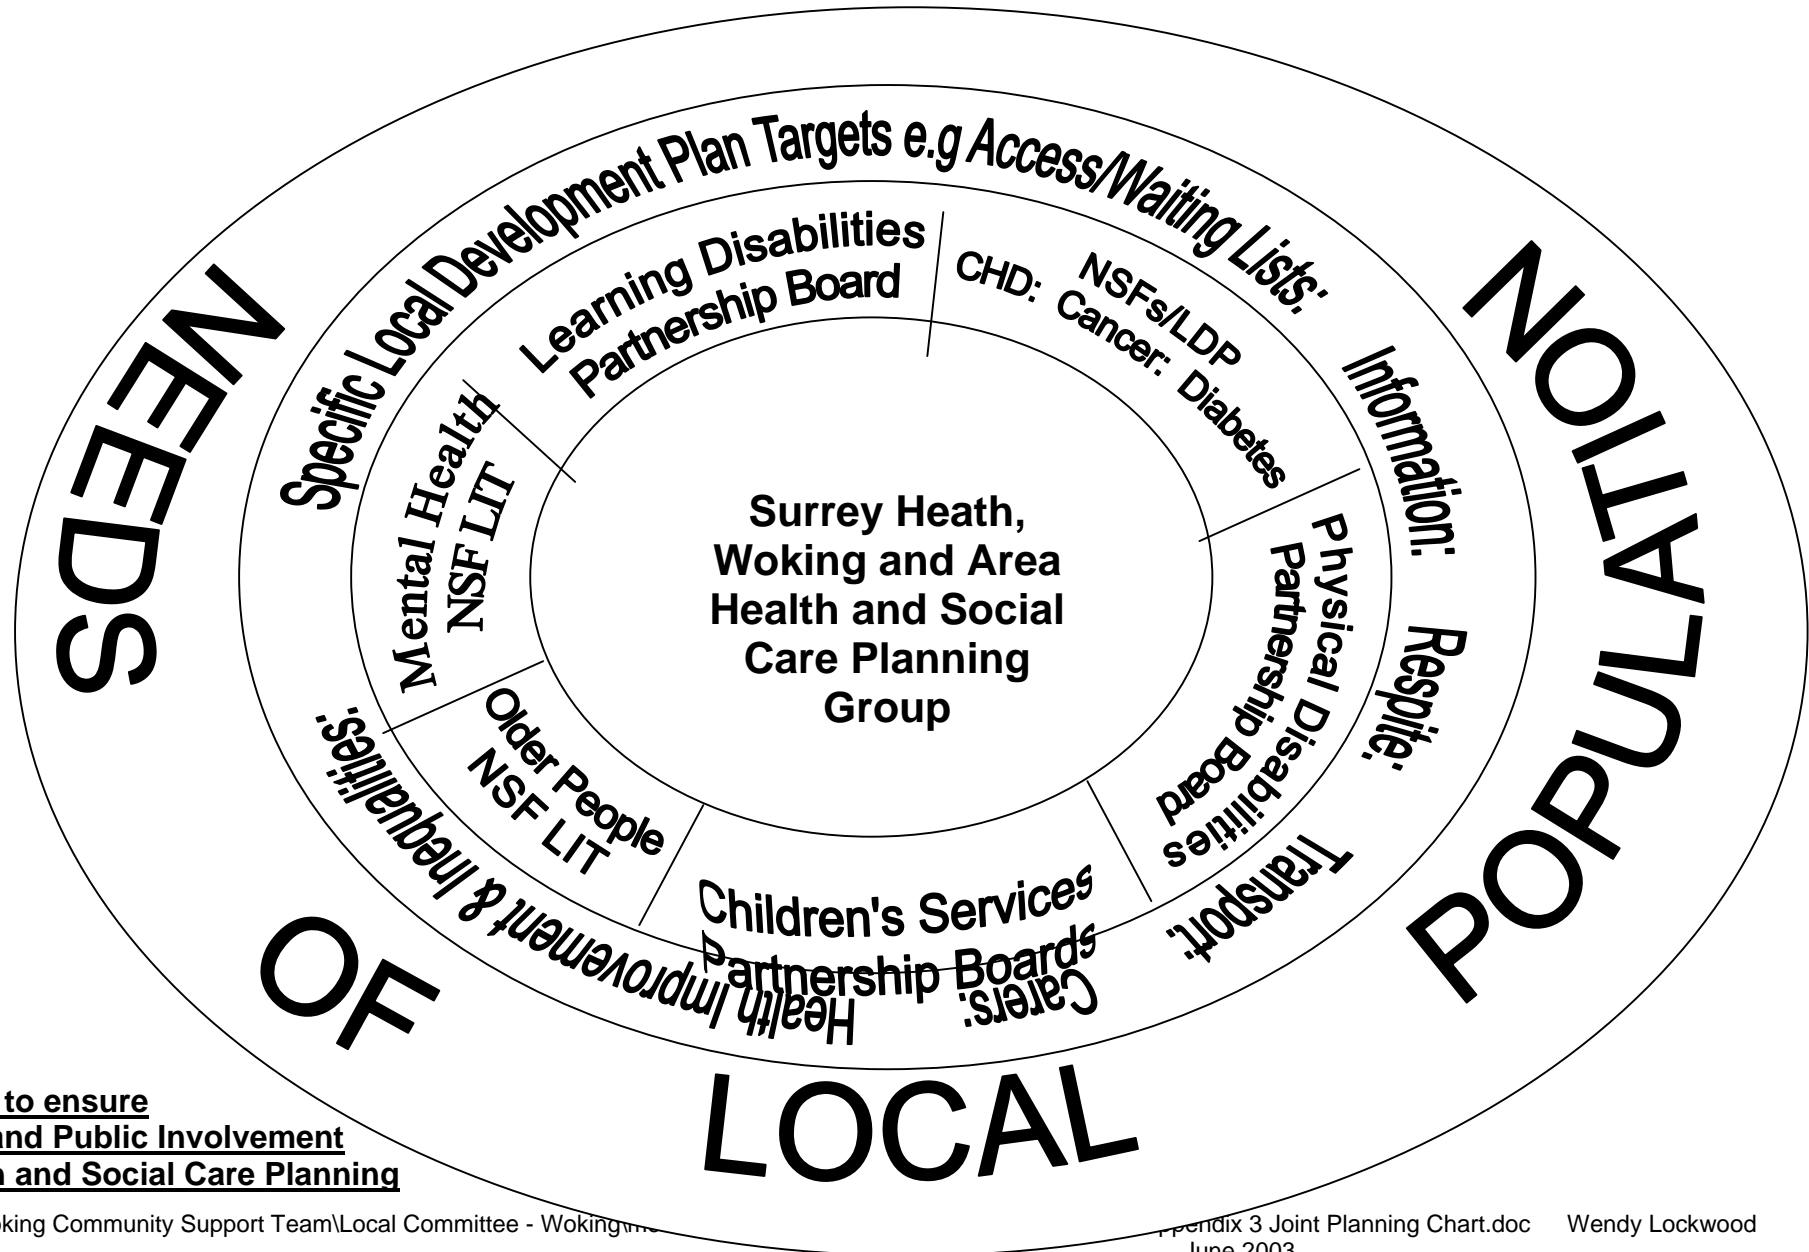 NEEDS
OF
LOCAL
POPULATION
Specific Local Development Plan Targets e.g Access/Waiting Lists:
Information:
Respite:
Transport:
Carers:
Health Improvement & Inequalities:
Learning Disabilities
Partnership Board
NSFs/LDP
CHD: Cancer: Diabetes
Physical Disabilities
Partnership Board
Children's Services
Partnership Boards
Older People
NSF LIT
Mental Health
NSF LIT
Surrey Heath,
Woking and Area
Health and Social
Care Planning
Group
to ensure
and Public Involvement
and Social Care Planning
Community Support Team\Local Committee - Woking\ 3 Joint Planning Chart.doc Wendy Lockwood
June 2003